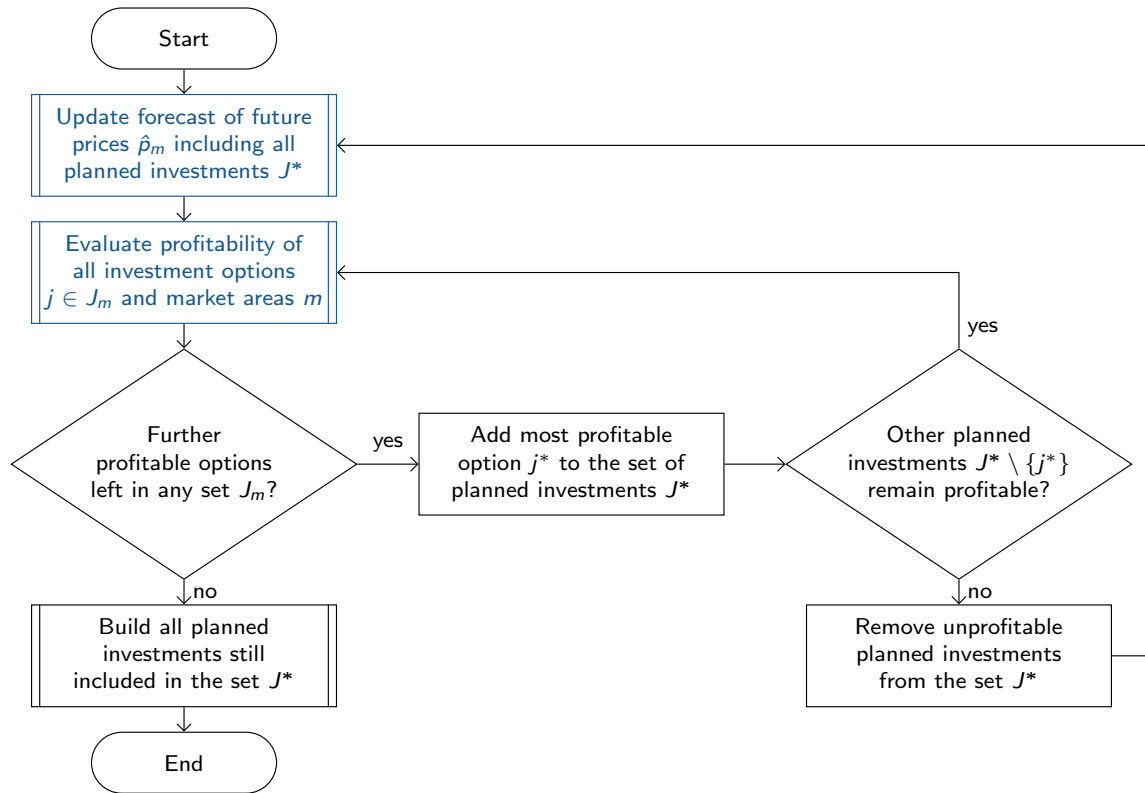 Start
Update forecast of future
prices p̂ₘ including all
planned investments J*
Evaluate profitability of
all investment options
j ∈ Jₘ and market areas m
yes
Further
profitable options
left in any set Jₘ?
yes
Add most profitable
option j* to the set of
planned investments J*
Other planned
investments J* \ {j*}
remain profitable?
no
no
Build all planned
investments still
included in the set J*
Remove unprofitable
planned investments
from the set J*
End